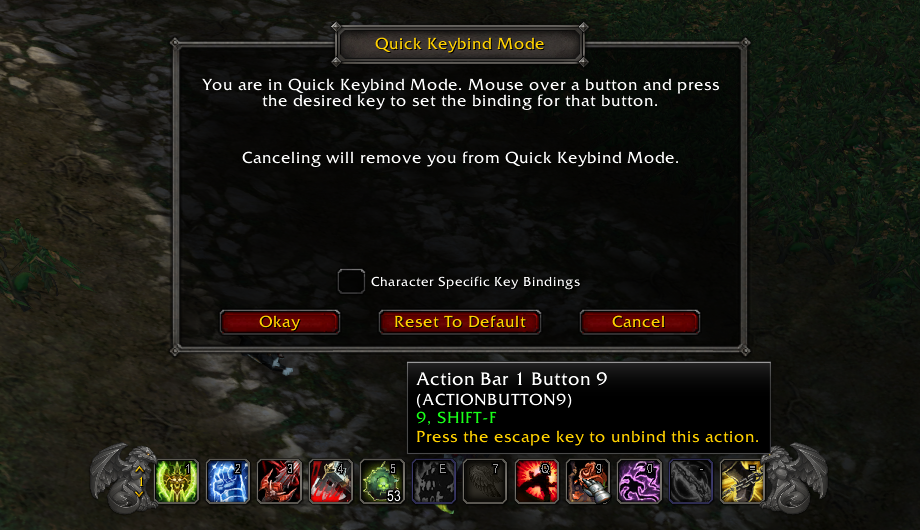 Quick Keybind Mode
You are in Quick Keybind Mode. Mouse over a button and press
the desired key to set the binding for that button.
Canceling will remove you from Quick Keybind Mode.
Character Specific Key Bindings
Okay Reset To Default Cancel
Action Bar 1 Button 9
(ACTIONBUTTON9)
9, SHIFT-F
Press the escape key to unbind this action.
1 1 2 3 4 5 E 7 Q 9 0 - =
53